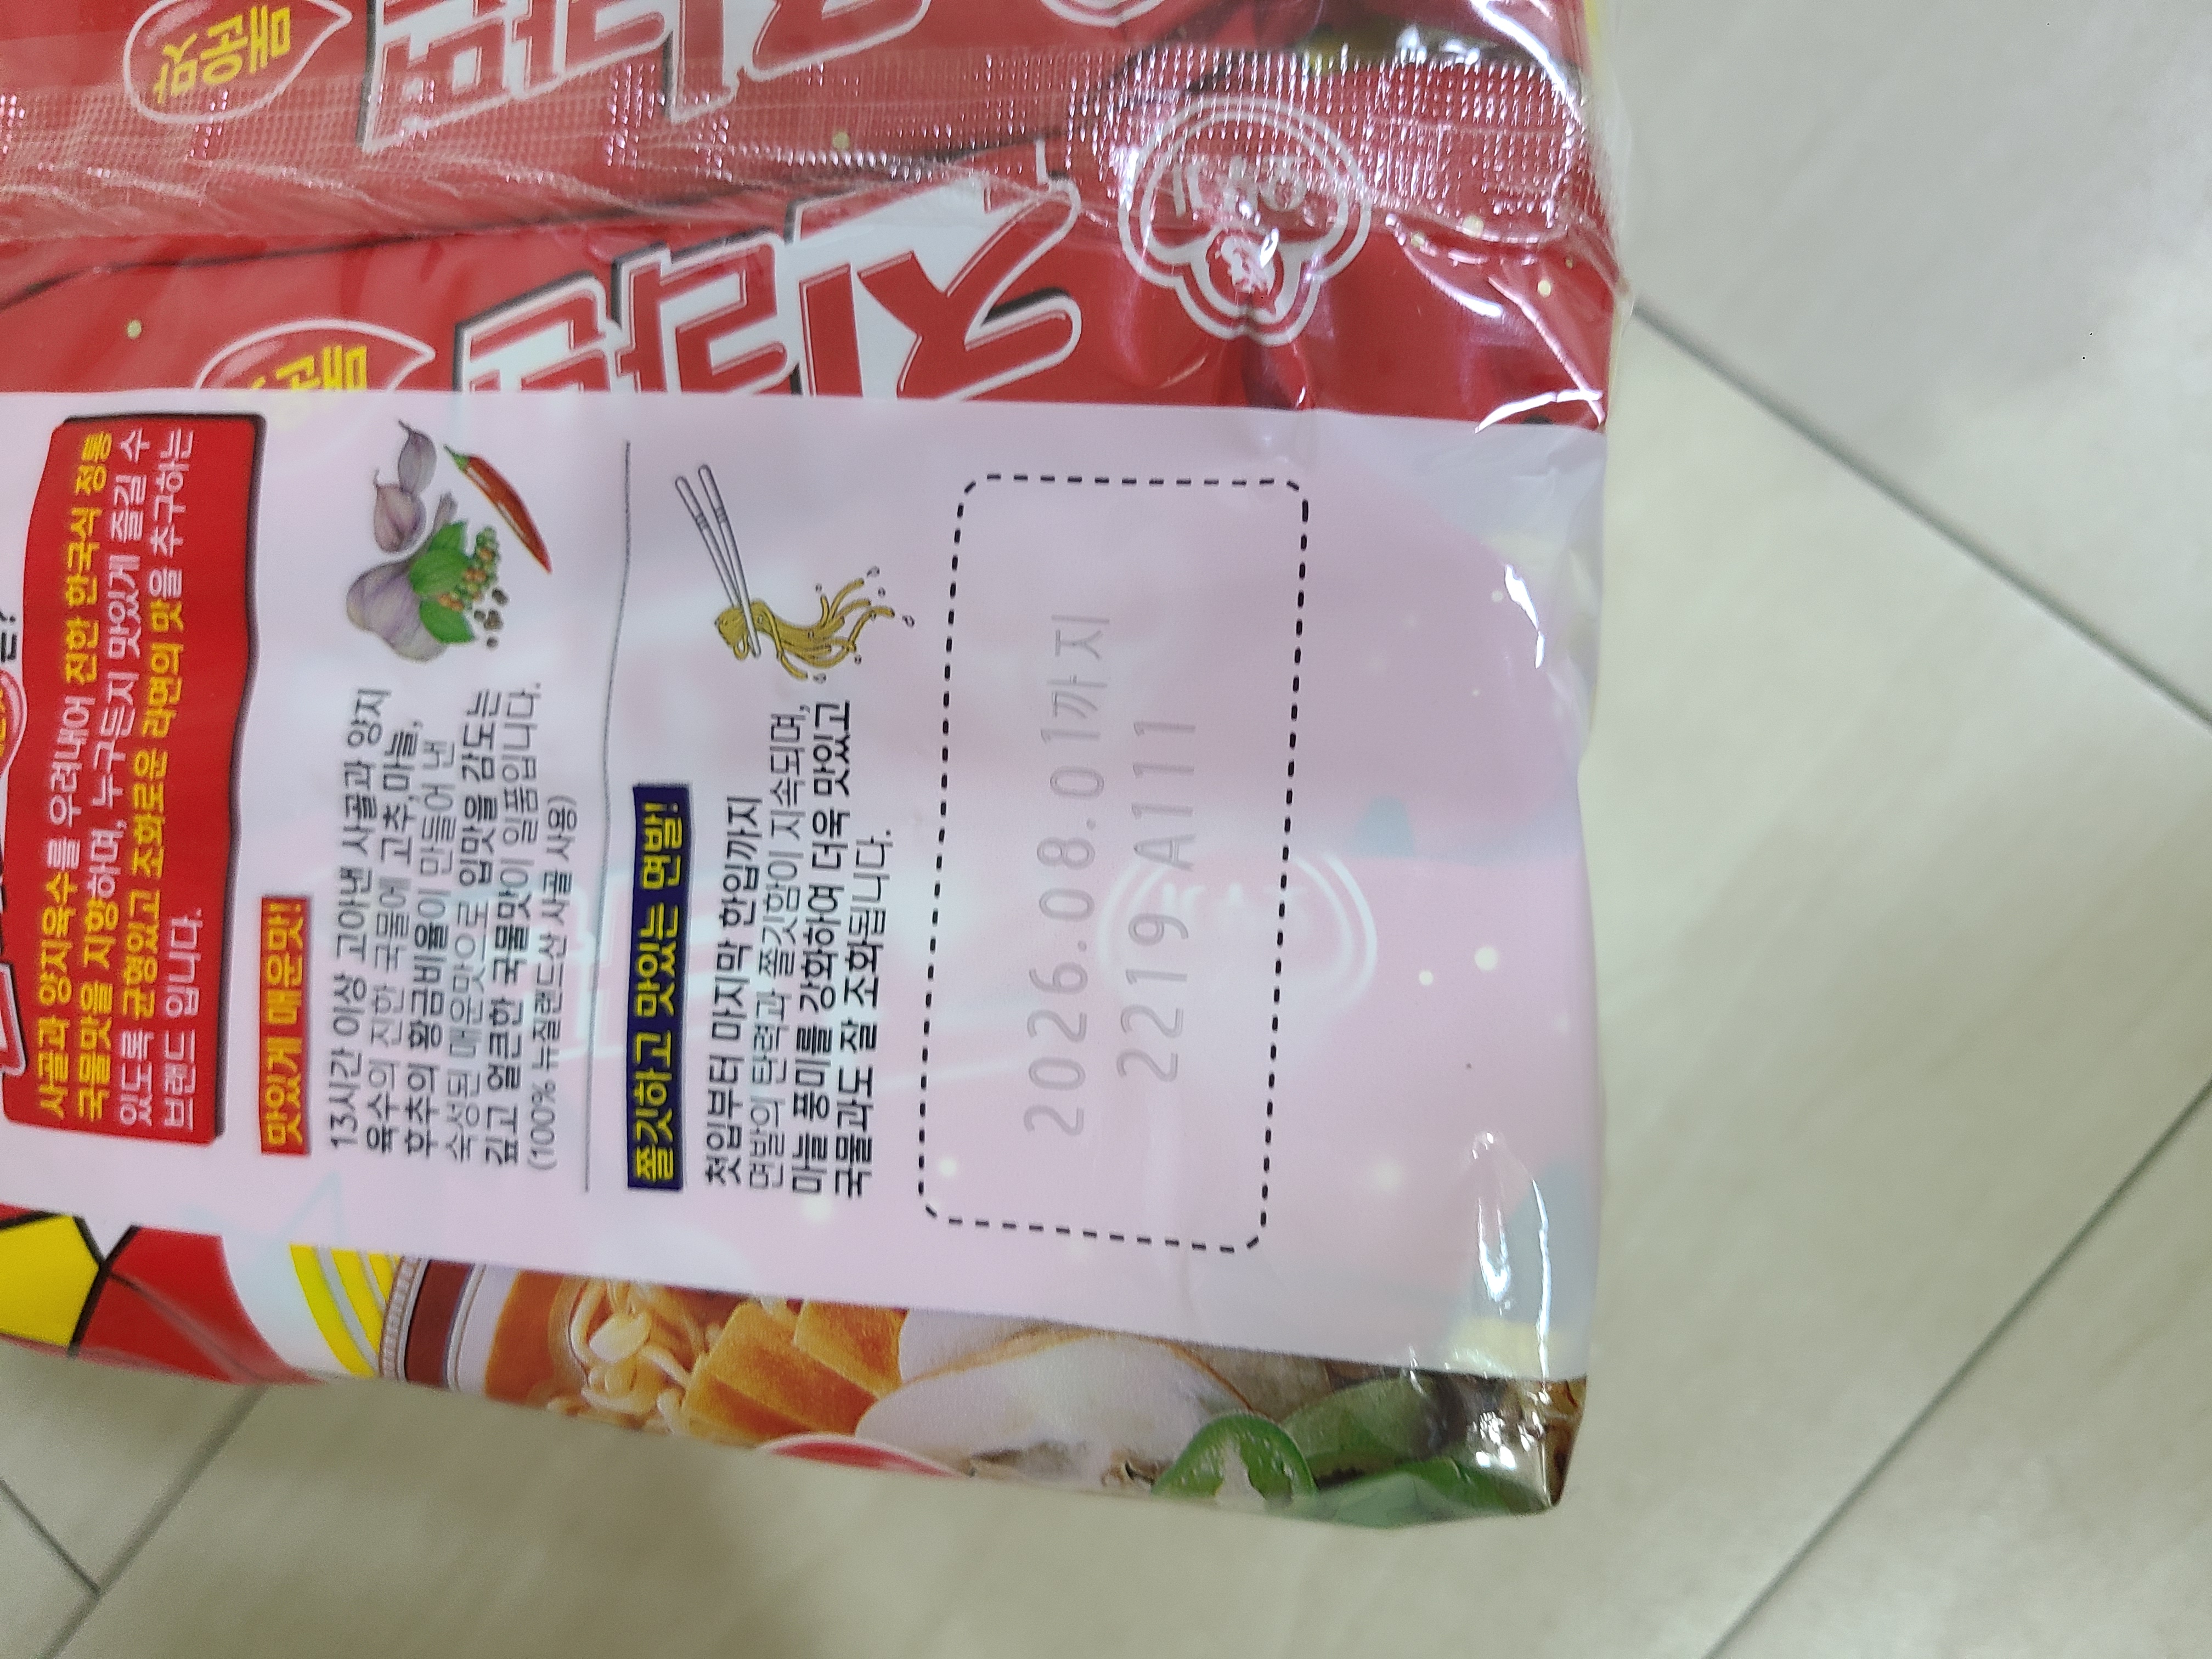 사골과 양지육수를 우려내어 진한 한국식 정통
국물맛을 지향하며, 누구든지 맛있게 즐길 수
있도록 균형있고 조화로운 라면의 맛을 추구하는
브랜드 입니다.
맛있게 매운맛!
13시간 이상 고아낸 사골과 양지
육수의 진한 국물에 고추,마늘,
후추의 황금비율이 만들어 낸
숙성된 매운맛으로 입맛을 감도는
깊고 얼큰한 국물맛이 일품입니다.
(100% 뉴질랜드산 사골 사용)
쫄깃하고 맛있는 면발!
첫입부터 마지막 한입까지
면발의 탄력과 쫄깃함이 지속되며,
마늘 풍미를 강화하여 더욱 맛있고
국물과도 잘 조화됩니다.
2026.08.01까지
2219 A111